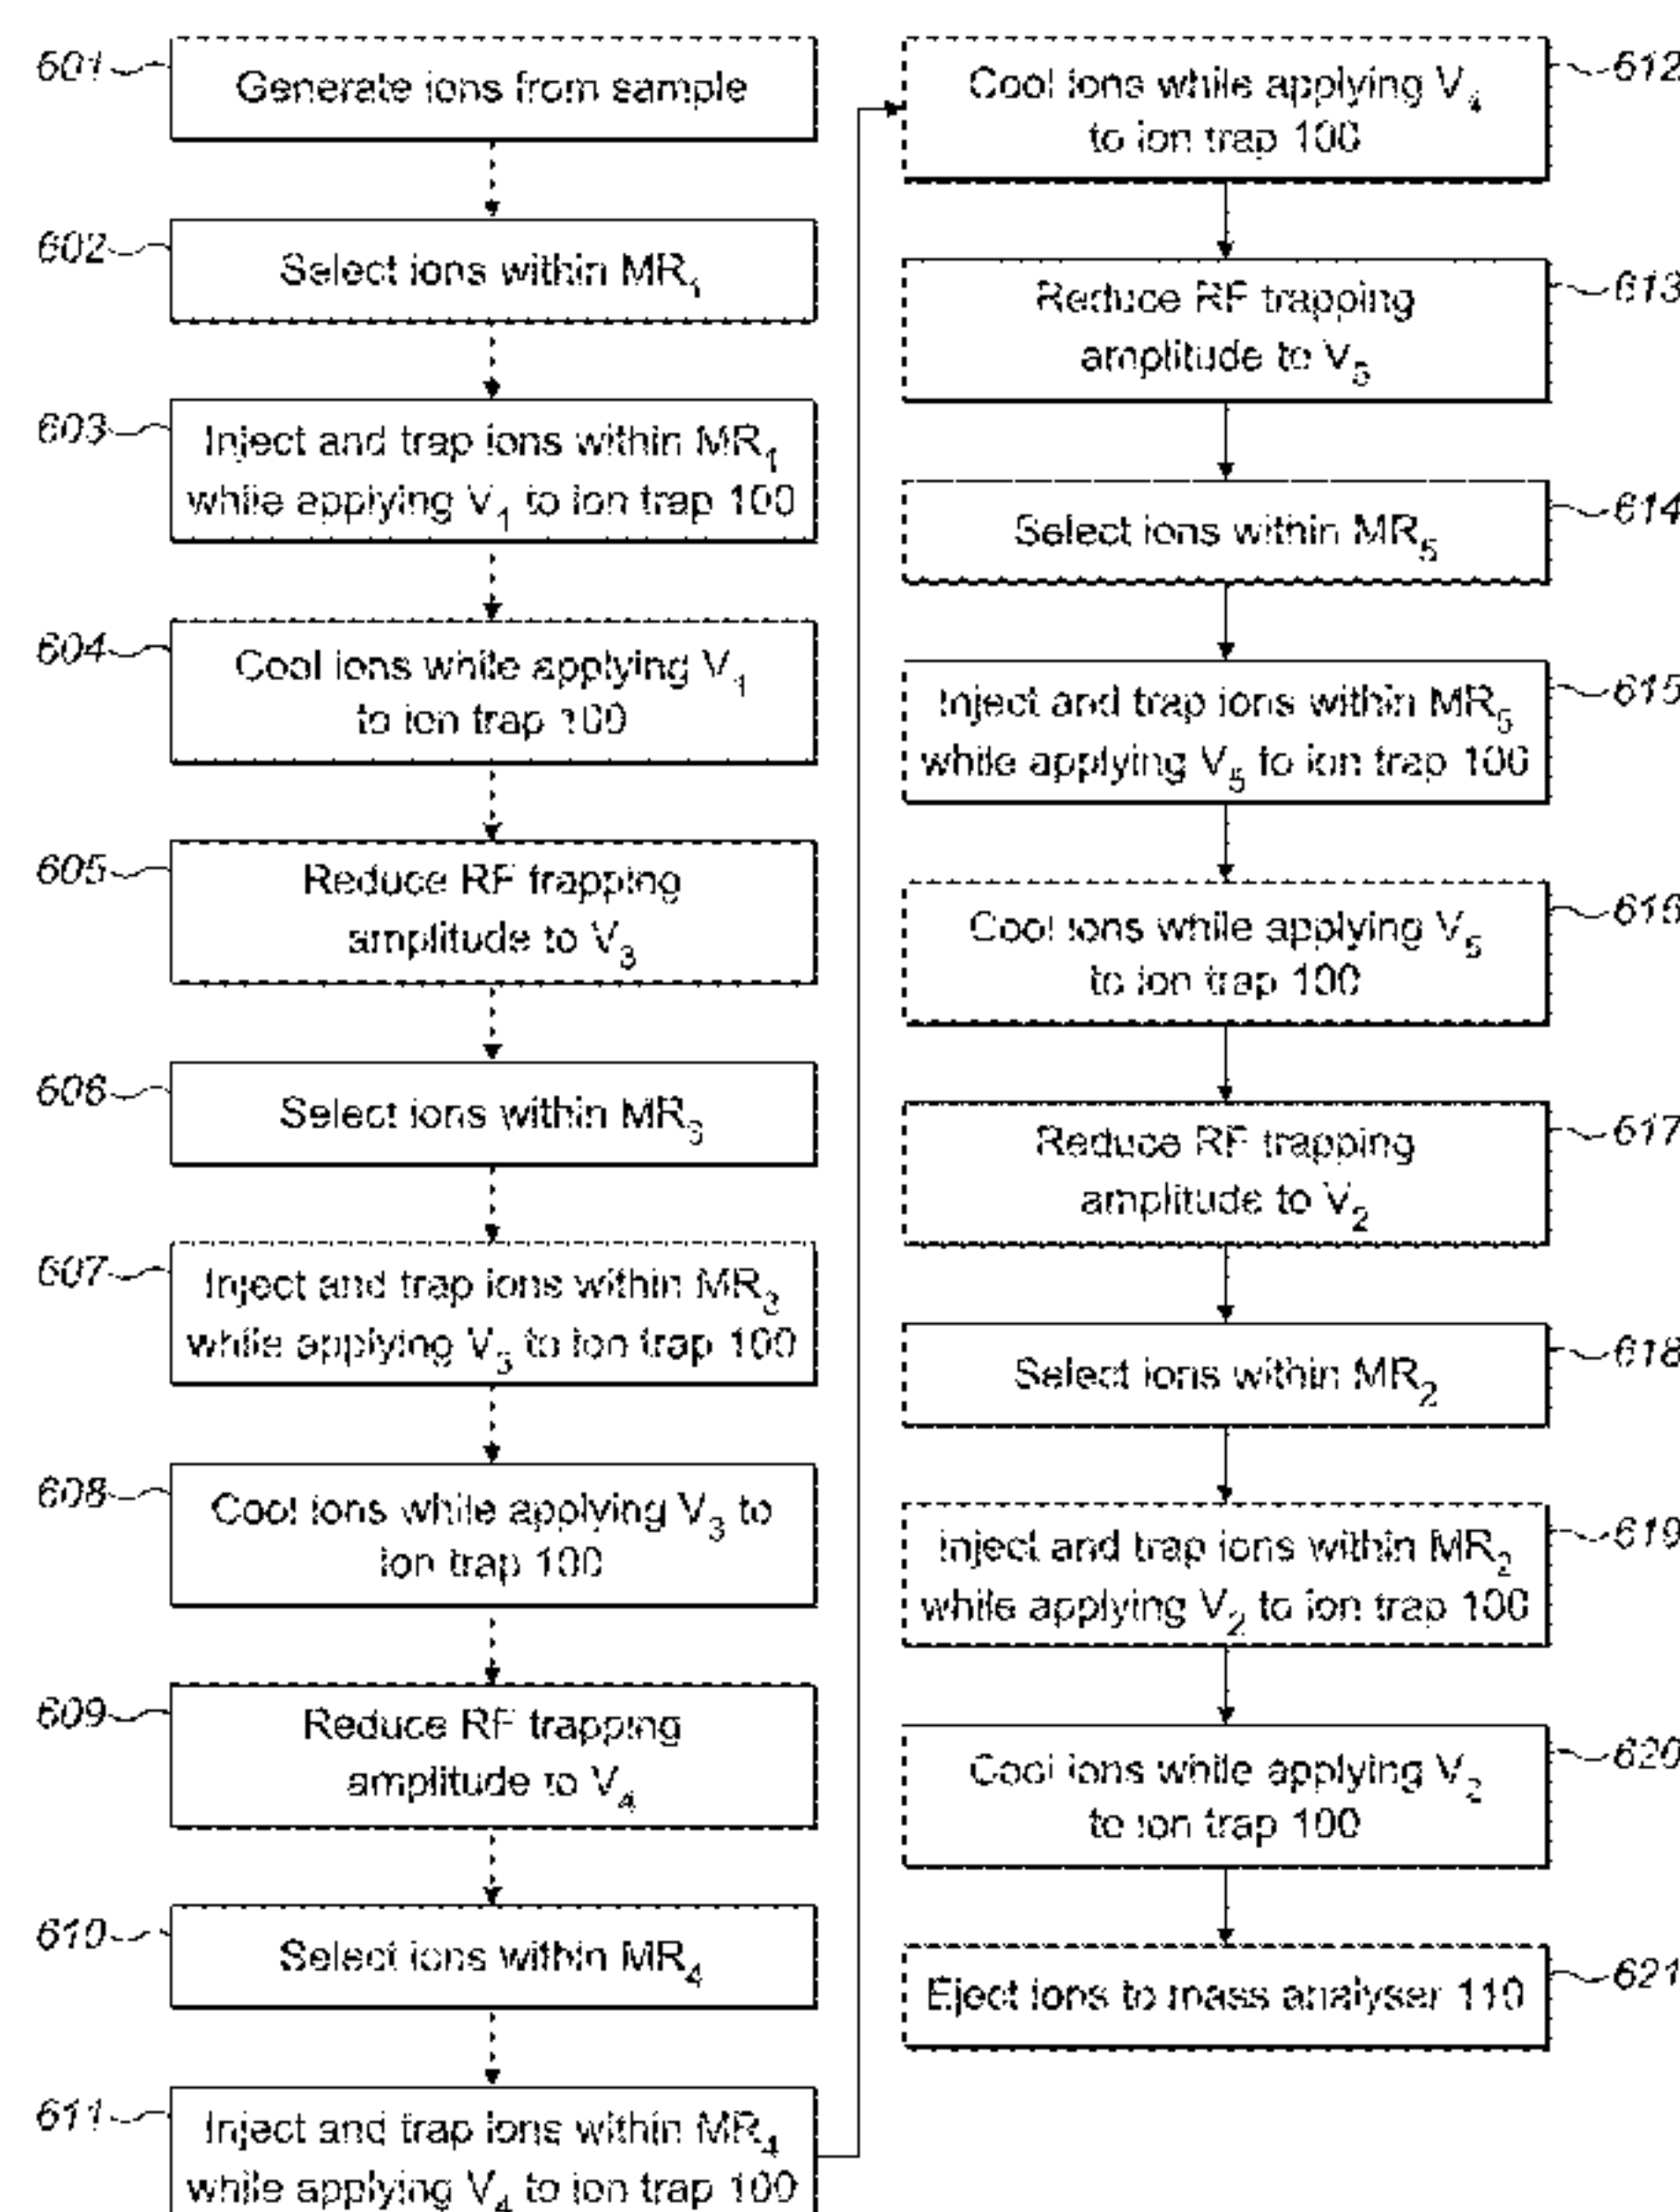 601
Generate ions from sample
602
Select ions within MR1
603
Inject and trap ions within MR1
while applying V1 to ion trap 100
604
Cool ions while applying V1
to ion trap 100
605
Reduce RF trapping
amplitude to V3
606
Select ions within MR3
607
Inject and trap ions within MR3
while applying V3 to ion trap 100
608
Cool ions while applying V3 to
ion trap 100
609
Reduce RF trapping
amplitude to V4
610
Select ions within MR4
611
Inject and trap ions within MR4
while applying V4 to ion trap 100
612
Cool ions while applying V4
to ion trap 100
613
Reduce RF trapping
amplitude to V5
614
Select ions within MR5
615
Inject and trap ions within MR5
while applying V5 to ion trap 100
616
Cool ions while applying V5
to ion trap 100
617
Reduce RF trapping
amplitude to V2
618
Select ions within MR2
619
Inject and trap ions within MR2
while applying V2 to ion trap 100
620
Cool ions while applying V2
to ion trap 100
621
Eject ions to mass analyser 110